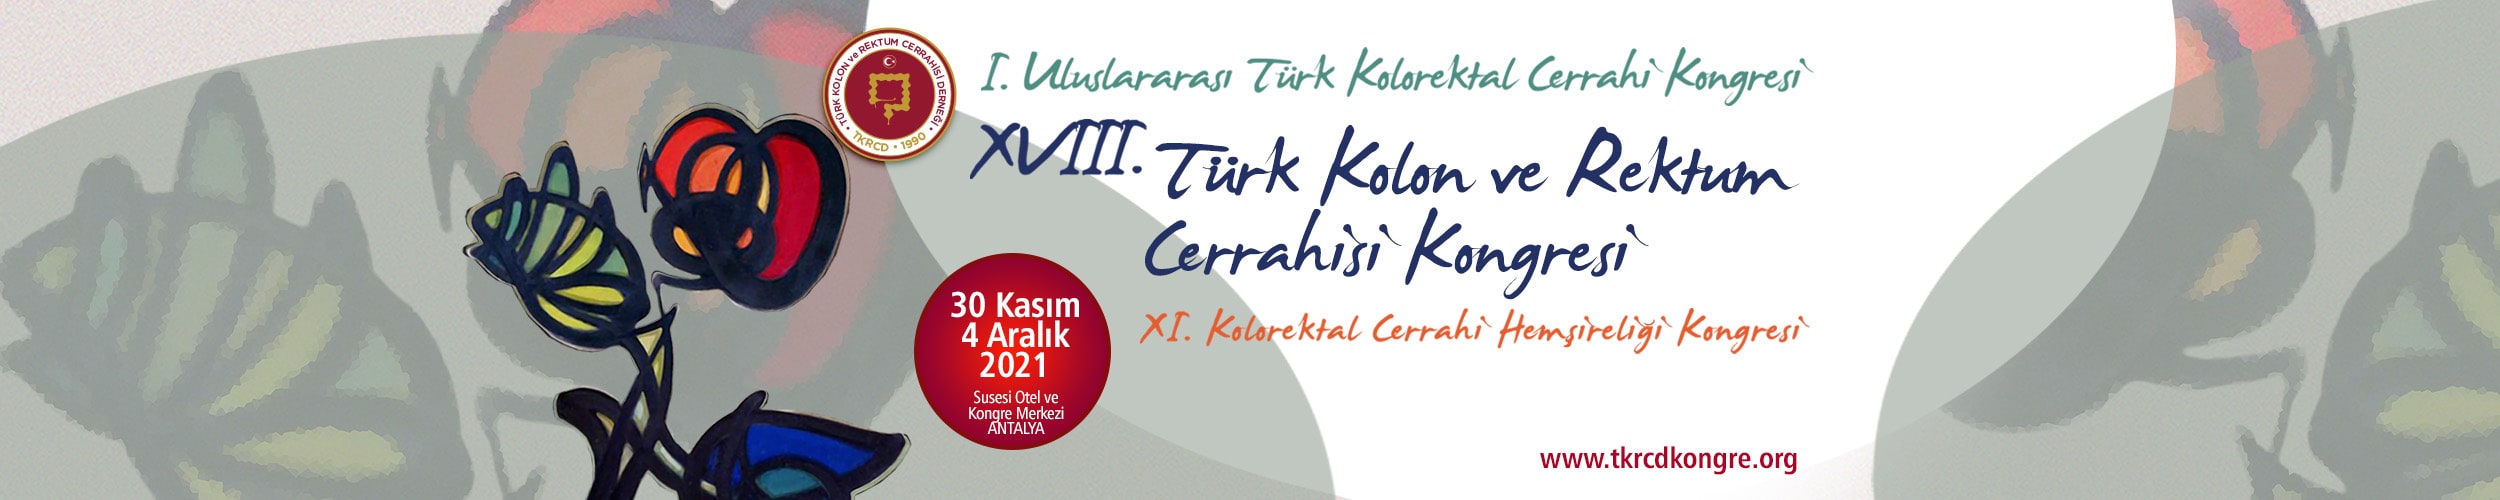 TÜRK KOLON ve REKTUM CERRAHİSİ DERNEĞİ
TKRCD • 1990
I. Uluslararası Türk Kolorektal Cerrahi Kongresi
XVIII. Türk Kolon ve Rektum
Cerrahisi Kongresi
XI. Kolorektal Cerrahi Hemşireliği Kongresi
30 Kasım
4 Aralık
2021
Susesi Otel ve
Kongre Merkezi
ANTALYA
www.tkrcdkongre.org